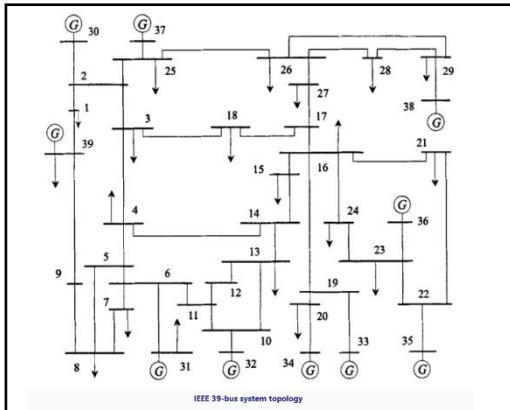 G G
30 37
25 26 28 29
2
27
1 38
3 18 17 G
G 39
15 16 21
G
4 14 24 36
13 23
5 6
9 12 19
7 11 20 22
10
8 31 32 34 33 35
G G G G G
IEEE 39-bus system topology